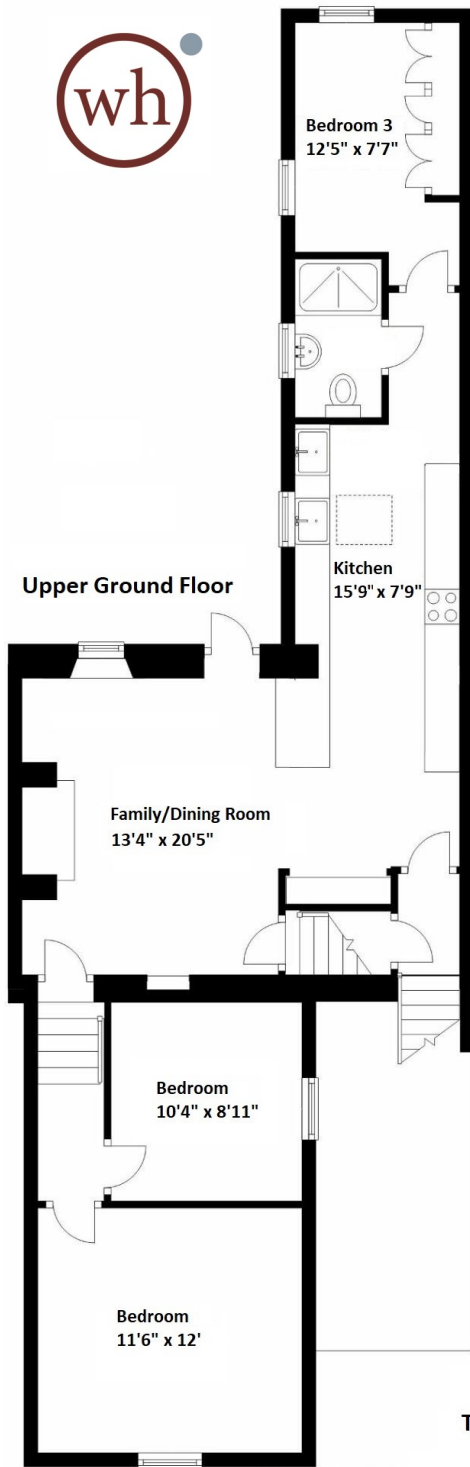 wh
Bedroom 3
12'5" x 7'7"
Kitchen
15'9" x 7'9"
Upper Ground Floor
Family/Dining Room
13'4" x 20'5"
Bedroom
10'4" x 8'11"
Bedroom
11'6" x 12'
T